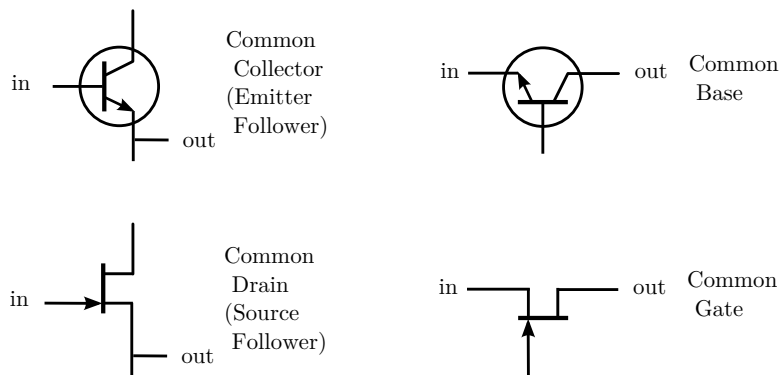 in
Common
Collector
(Emitter
Follower)
out
in
out
Common
Base
in
Common
Drain
(Source
Follower)
out
in
out
Common
Gate